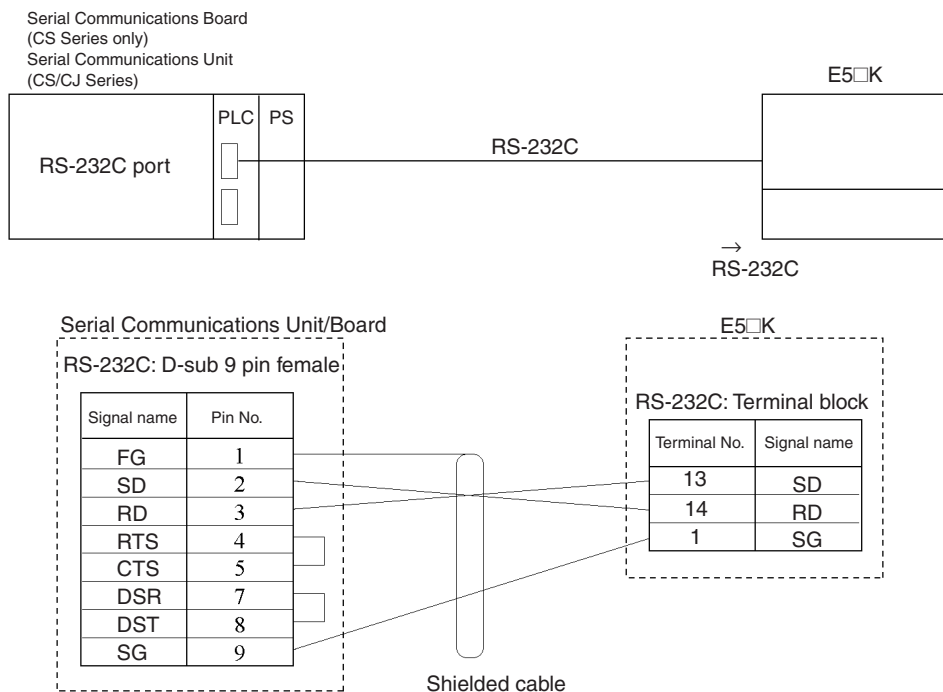 Serial Communications Board
(CS Series only)
Serial Communications Unit
(CS/CJ Series)
E5□K
PLC PS
RS-232C port
RS-232C
→
RS-232C
Serial Communications Unit/Board
E5□K
RS-232C: D-sub 9 pin female
RS-232C: Terminal block
Signal name Pin No.
FG 1
SD 2
RD 3
RTS 4
CTS 5
DSR 7
DST 8
SG 9
Terminal No. Signal name
13 SD
14 RD
1 SG
Shielded cable